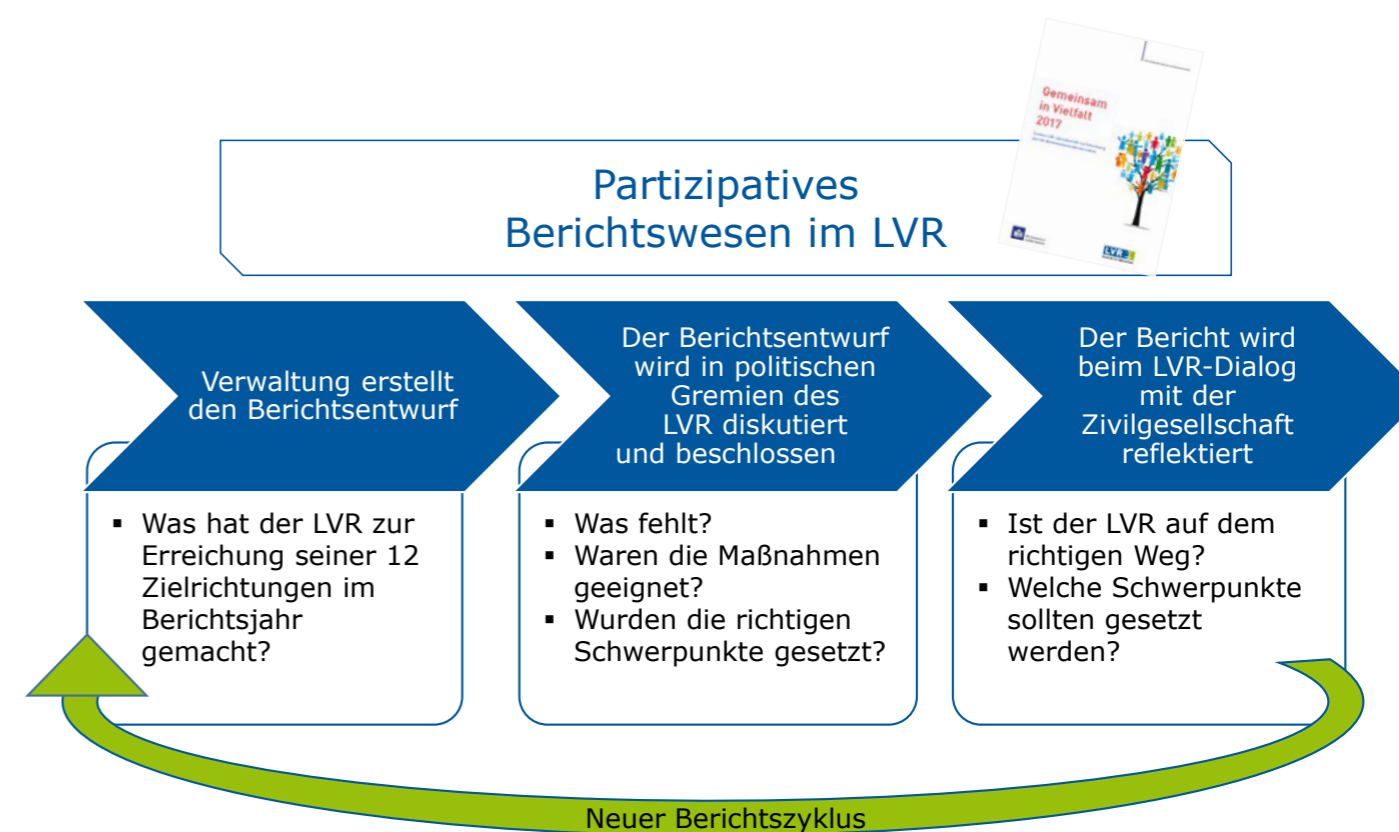 Gemeinsam
in Vielfalt
2017
LVR
Partizipatives
Berichtswesen im LVR
Verwaltung erstellt
den Berichtsentwurf
▪ Was hat der LVR zur
Erreichung seiner 12
Zielrichtungen im
Berichtsjahr
gemacht?
Der Berichtsentwurf
wird in politischen
Gremien des
LVR diskutiert
und beschlossen
▪ Was fehlt?
▪ Waren die Maßnahmen
geeignet?
▪ Wurden die richtigen
Schwerpunkte gesetzt?
Der Bericht wird
beim LVR-Dialog
mit der
Zivilgesellschaft
reflektiert
▪ Ist der LVR auf dem
richtigen Weg?
▪ Welche Schwerpunkte
sollten gesetzt
werden?
Neuer Berichtszyklus